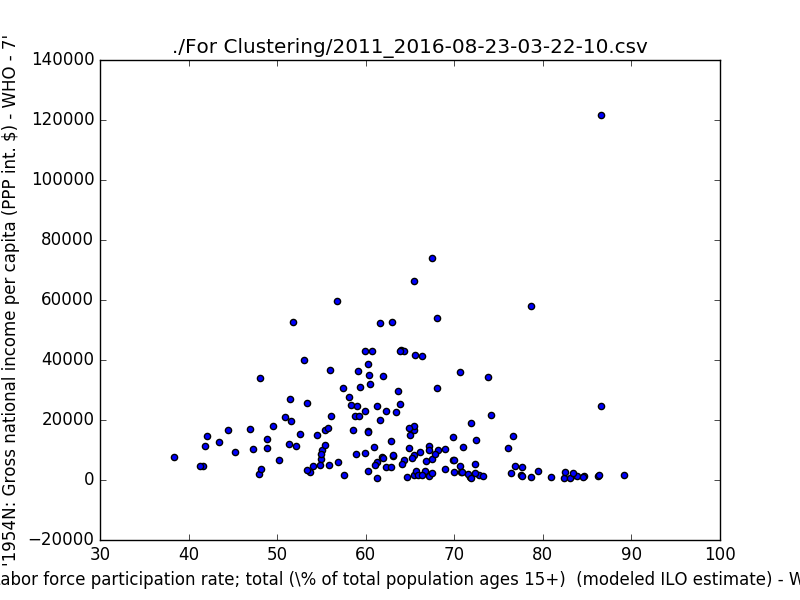 ./For Clustering/2011_2016-08-23-03-22-10.csv
'1954N: Gross national income per capita (PPP int. $) - WHO - 7'
140000
120000
100000
80000
60000
40000
20000
0
−20000
30 40 50 60 70 80 90 100
abor force participation rate; total (\% of total population ages 15+) (modeled ILO estimate) - W